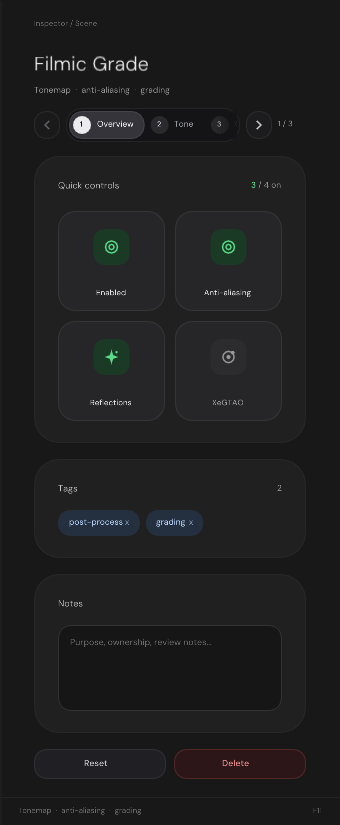 Inspector / Scene
Filmic Grade
Tonemap · anti-aliasing · grading
1 Overview 2 Tone 3 1 / 3
Quick controls 3 / 4 on
Enabled Anti-aliasing
Reflections XeGTAO
Tags 2
post-process x grading x
Notes
Purpose, ownership, review notes...
Reset Delete
Tonemap · anti-aliasing · grading